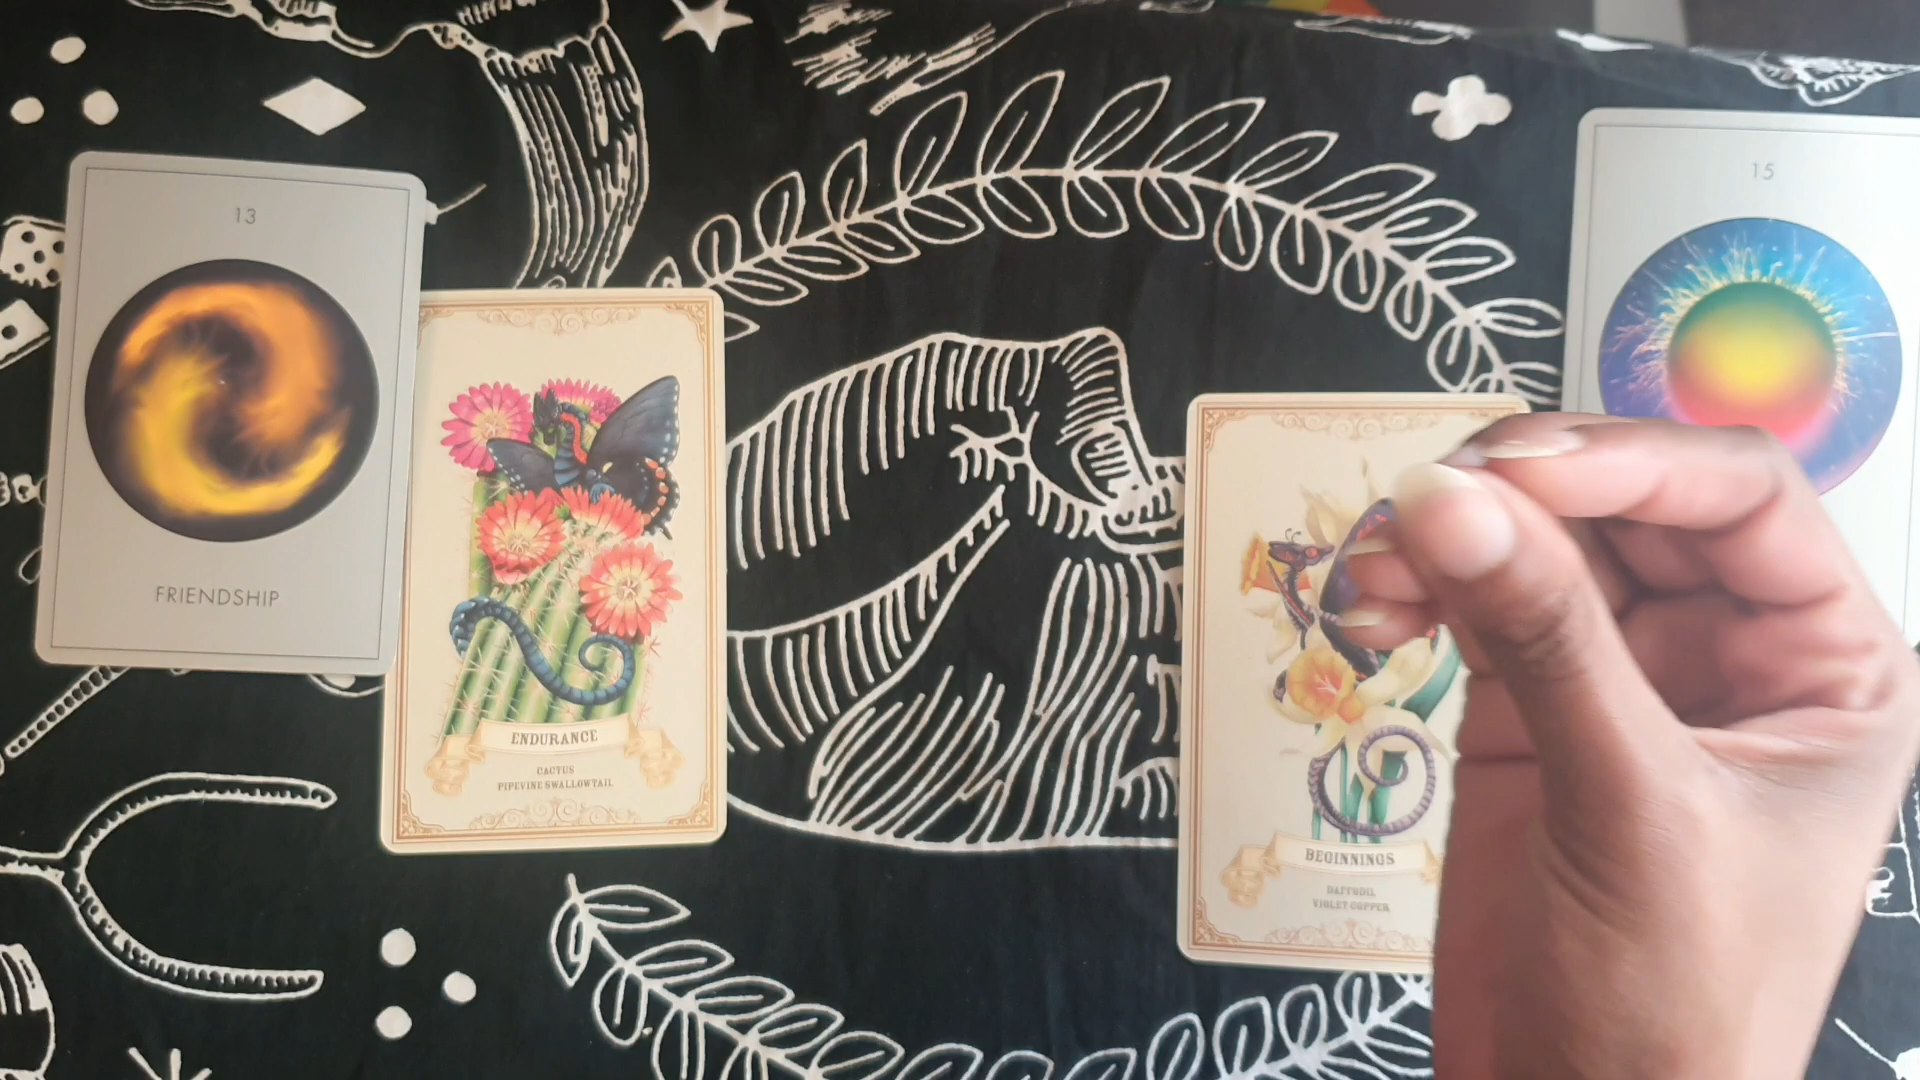 13
FRIENDSHIP
ENDURANCE
CACTUS
PIPEVINE SWALLOWTAIL
15
BEGINNINGS
DAFFODIL
VIOLET COPPER